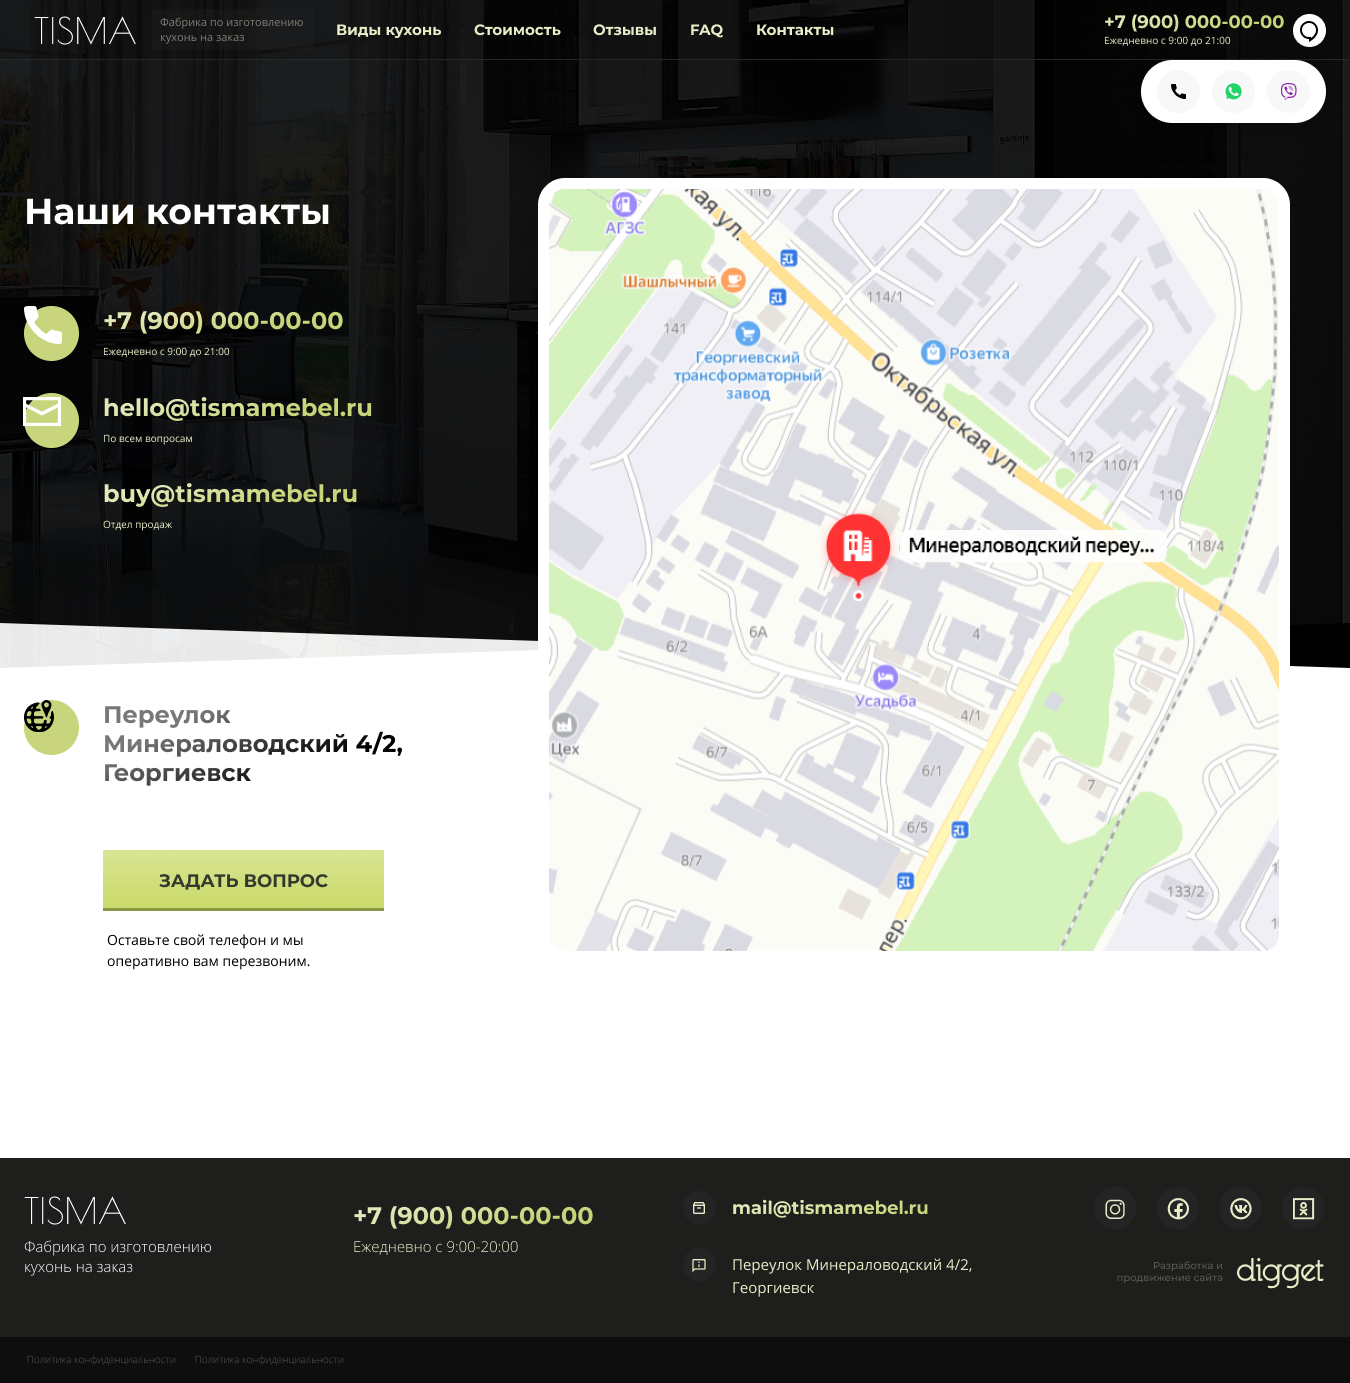 TISMA
Фабрика по изготовлению
кухонь на заказ
Виды кухонь
Стоимость
Отзывы
FAQ
Контакты
+7 (900) 000-00-00
Ежедневно с 9:00 до 21:00
Наши контакты
+7 (900) 000-00-00
Ежедневно с 9:00 до 21:00
hello@tismamebel.ru
По всем вопросам
buy@tismamebel.ru
Отдел продаж
Переулок
Минераловодский 4/2,
Георгиевск
ЗАДАТЬ ВОПРОС
Оставьте свой телефон и мы
оперативно вам перезвоним.
116
кая ул.
АГЗС
Шашлычный
114/1
141
Георгиевский
трансформаторный
завод
Розетка
Октябрьская ул.
112
110/1
110
Минераловодский переу...
118/4
6А
4
6/2
Усадьба
4/1
Цех
6/7
6/1
7
6/5
8/7
133/2
пер.
TISMA
Фабрика по изготовлению
кухонь на заказ
+7 (900) 000-00-00
Ежедневно с 9:00-20:00
mail@tismamebel.ru
Переулок Минераловодский 4/2,
Георгиевск
Разработка и
продвижение сайта
digget
Политика конфиденциальности
Политика конфиденциальности